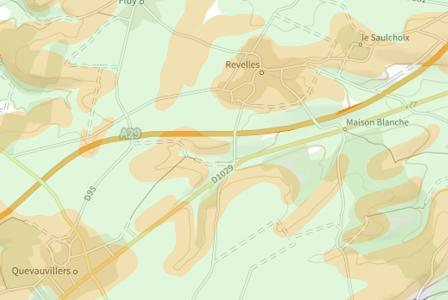 Fluy
le Saulchoix
Revelles
Maison Blanche
A29
D1029
D95
Quevauvillers